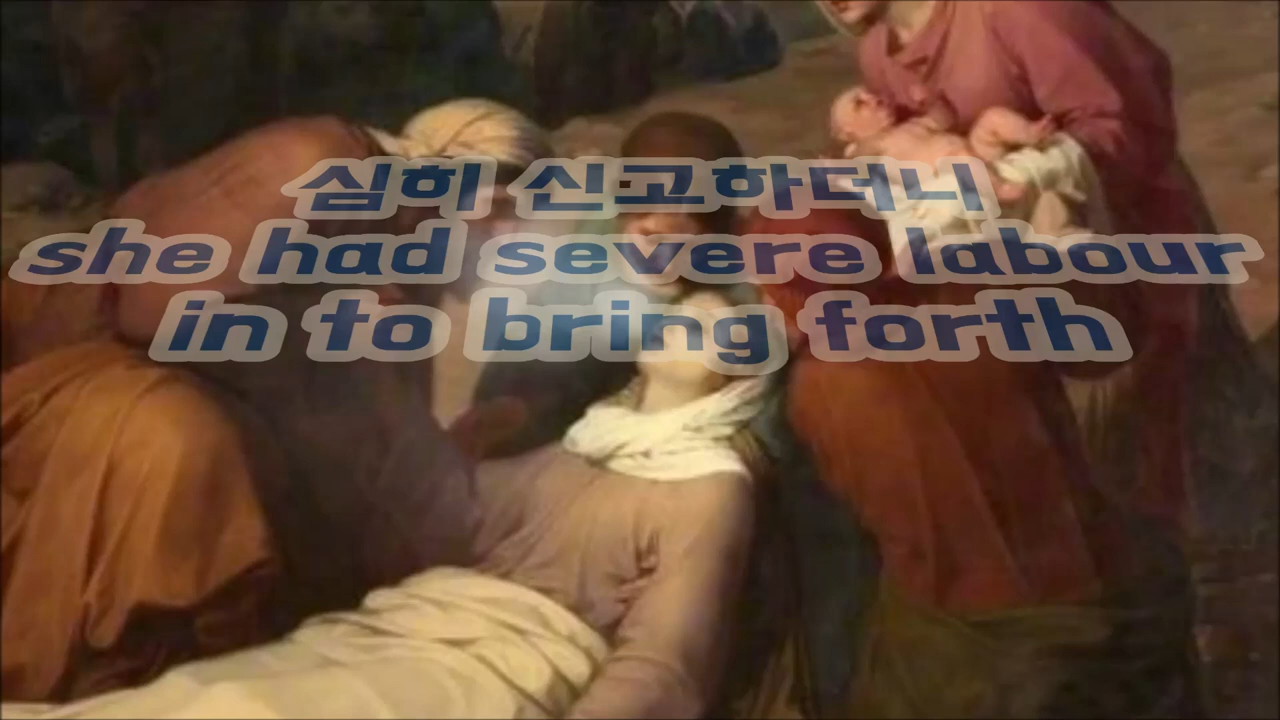 심히 신고하더니
she had severe labour
in to bring forth